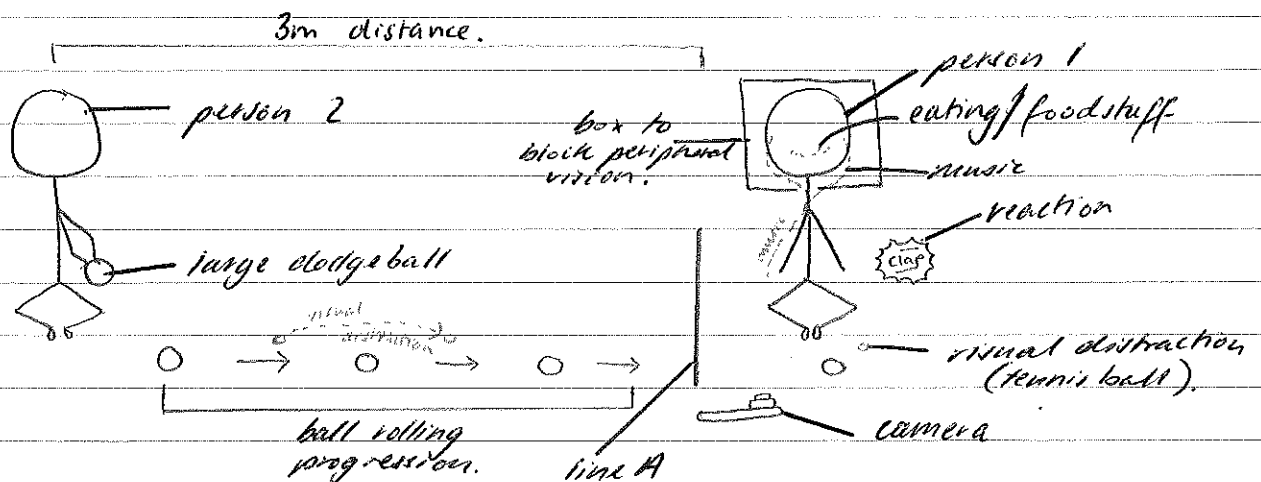 3m distance.
person 2
person 1
box to
block peripheral
vision.
eating/foodstuff
music
reaction
music
clap
large dodgeball
visual
distraction
visual distraction
(tennis ball).
ball rolling
progression.
line A
camera